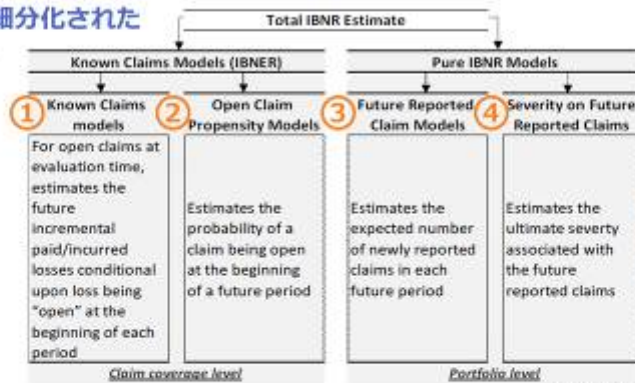 細分化された
Total IBNR Estimate
Known Claims Models (IBNER)
Pure IBNR Models
① Known Claims models
② Open Claim Propensity Models
③ Future Reported Claim Models
④ Severity on Future Reported Claims
For open claims at
evaluation time,
estimates the
future
incremental
paid/incurred
losses conditional
upon loss being
"open" at the
beginning of each
period
Estimates the
probability of a
claim being open
at the beginning
of a future period
Estimates the
expected number
of newly reported
claims in each
future period
Estimates the
ultimate severty
associated with
the future
reported claims
Claim coverage level
Portfolio level